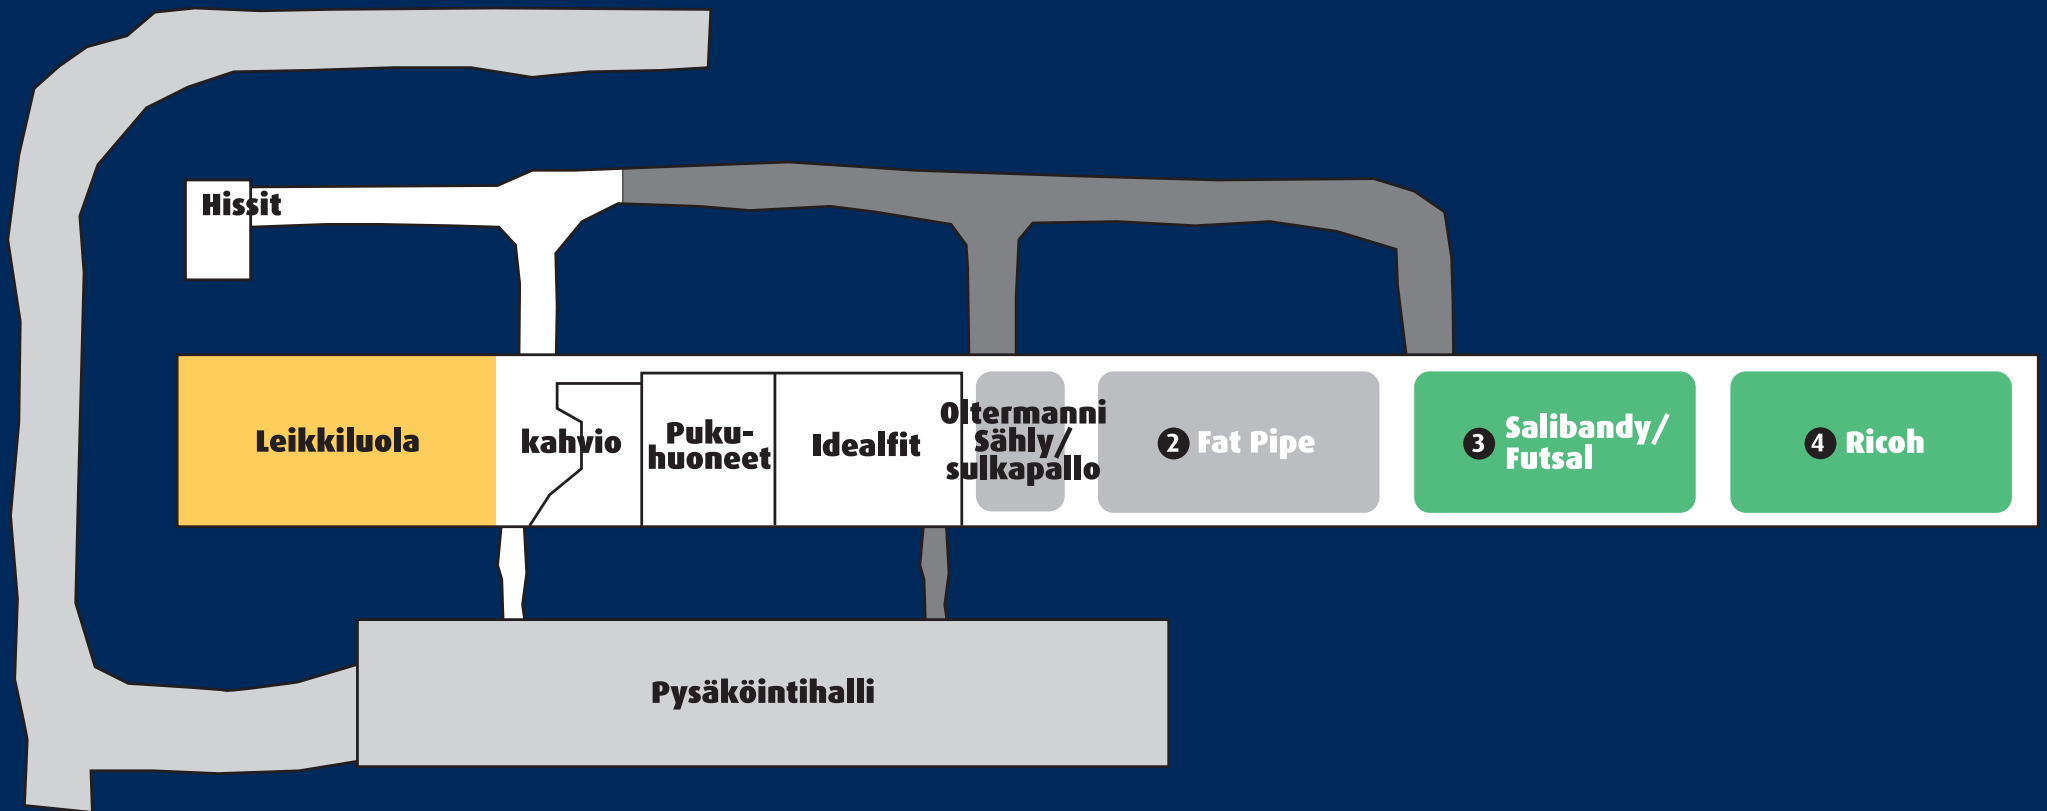 Hissit
Leikkiluola
kahvio
Puku-
huoneet
Idealfit
Oltermanni
Sähly/
sulkapallo
2 Fat Pipe
3 Salibandy/
Futsal
4 Ricoh
Pysäköintihalli